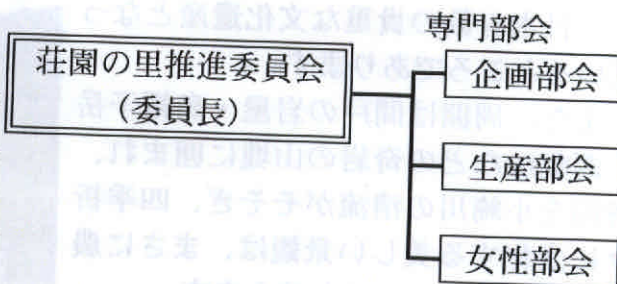 専門部会
荘園の里推進委員会
（委員長）
企画部会
生産部会
女性部会